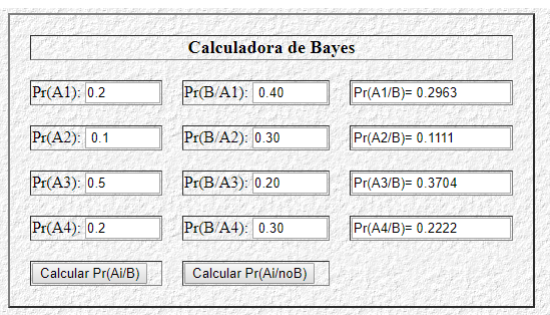 Calculadora de Bayes
Pr(A1): 0.2 Pr(B/A1): 0.40 Pr(A1/B)= 0.2963
Pr(A2): 0.1 Pr(B/A2): 0.30 Pr(A2/B)= 0.1111
Pr(A3): 0.5 Pr(B/A3): 0.20 Pr(A3/B)= 0.3704
Pr(A4): 0.2 Pr(B/A4): 0.30 Pr(A4/B)= 0.2222
Calcular Pr(Ai/B) Calcular Pr(Ai/noB)